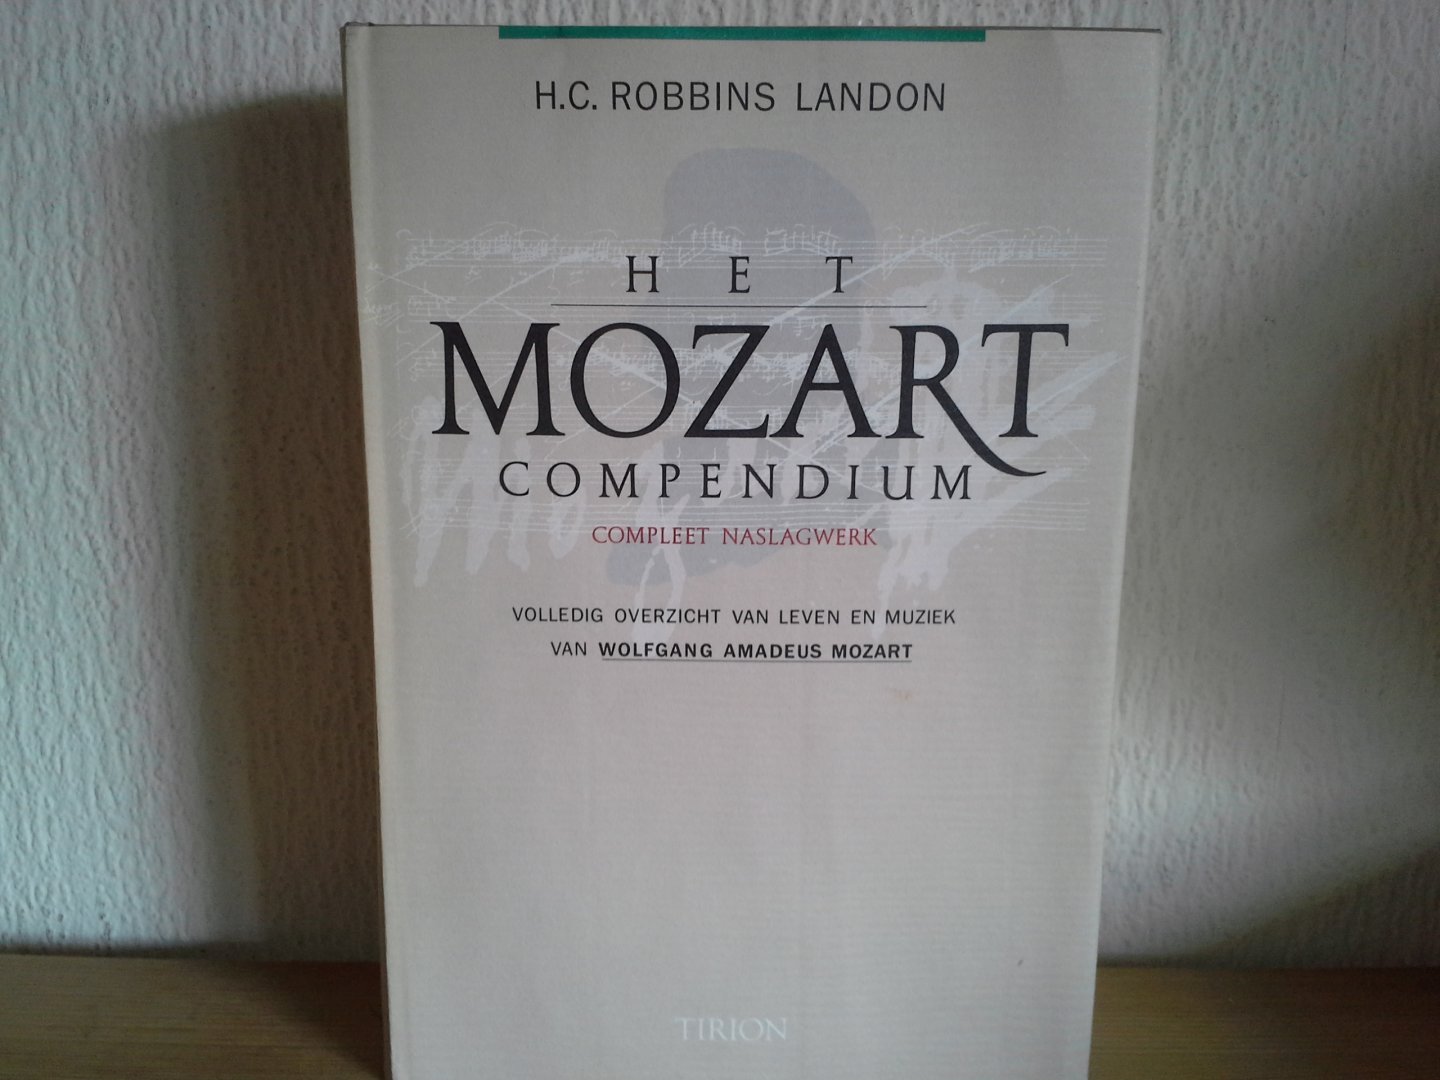 H.C. ROBBINS LANDON
HET
MOZART
COMPENDIUM
COMPLEET NASLAGWERK
VOLLEDIG OVERZICHT VAN LEVEN EN MUZIEK
VAN WOLFGANG AMADEUS MOZART
TIRION